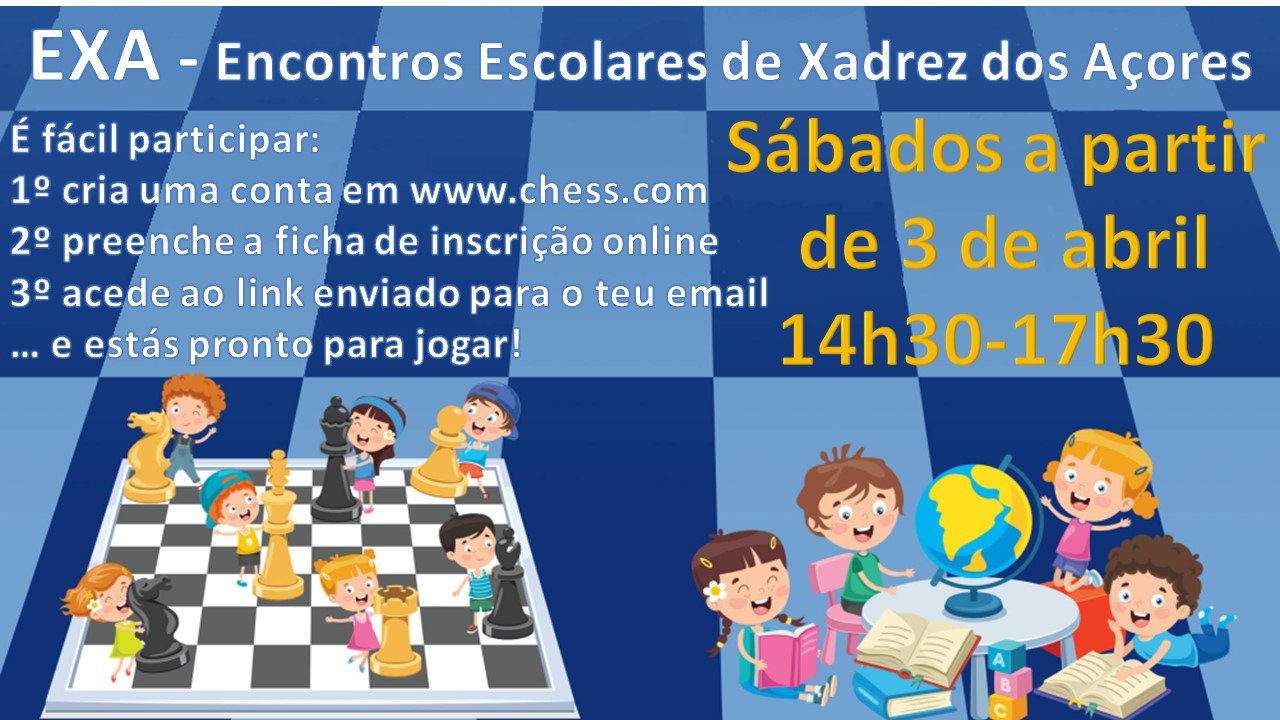 EXA - Encontros Escolares de Xadrez dos Açores
É fácil participar:
1º cria uma conta em www.chess.com
2º preenche a ficha de inscrição online
3º acede ao link enviado para o teu email
... e estás pronto para jogar!
Sábados a partir
de 3 de abril
14h30-17h30
9
A
B
C